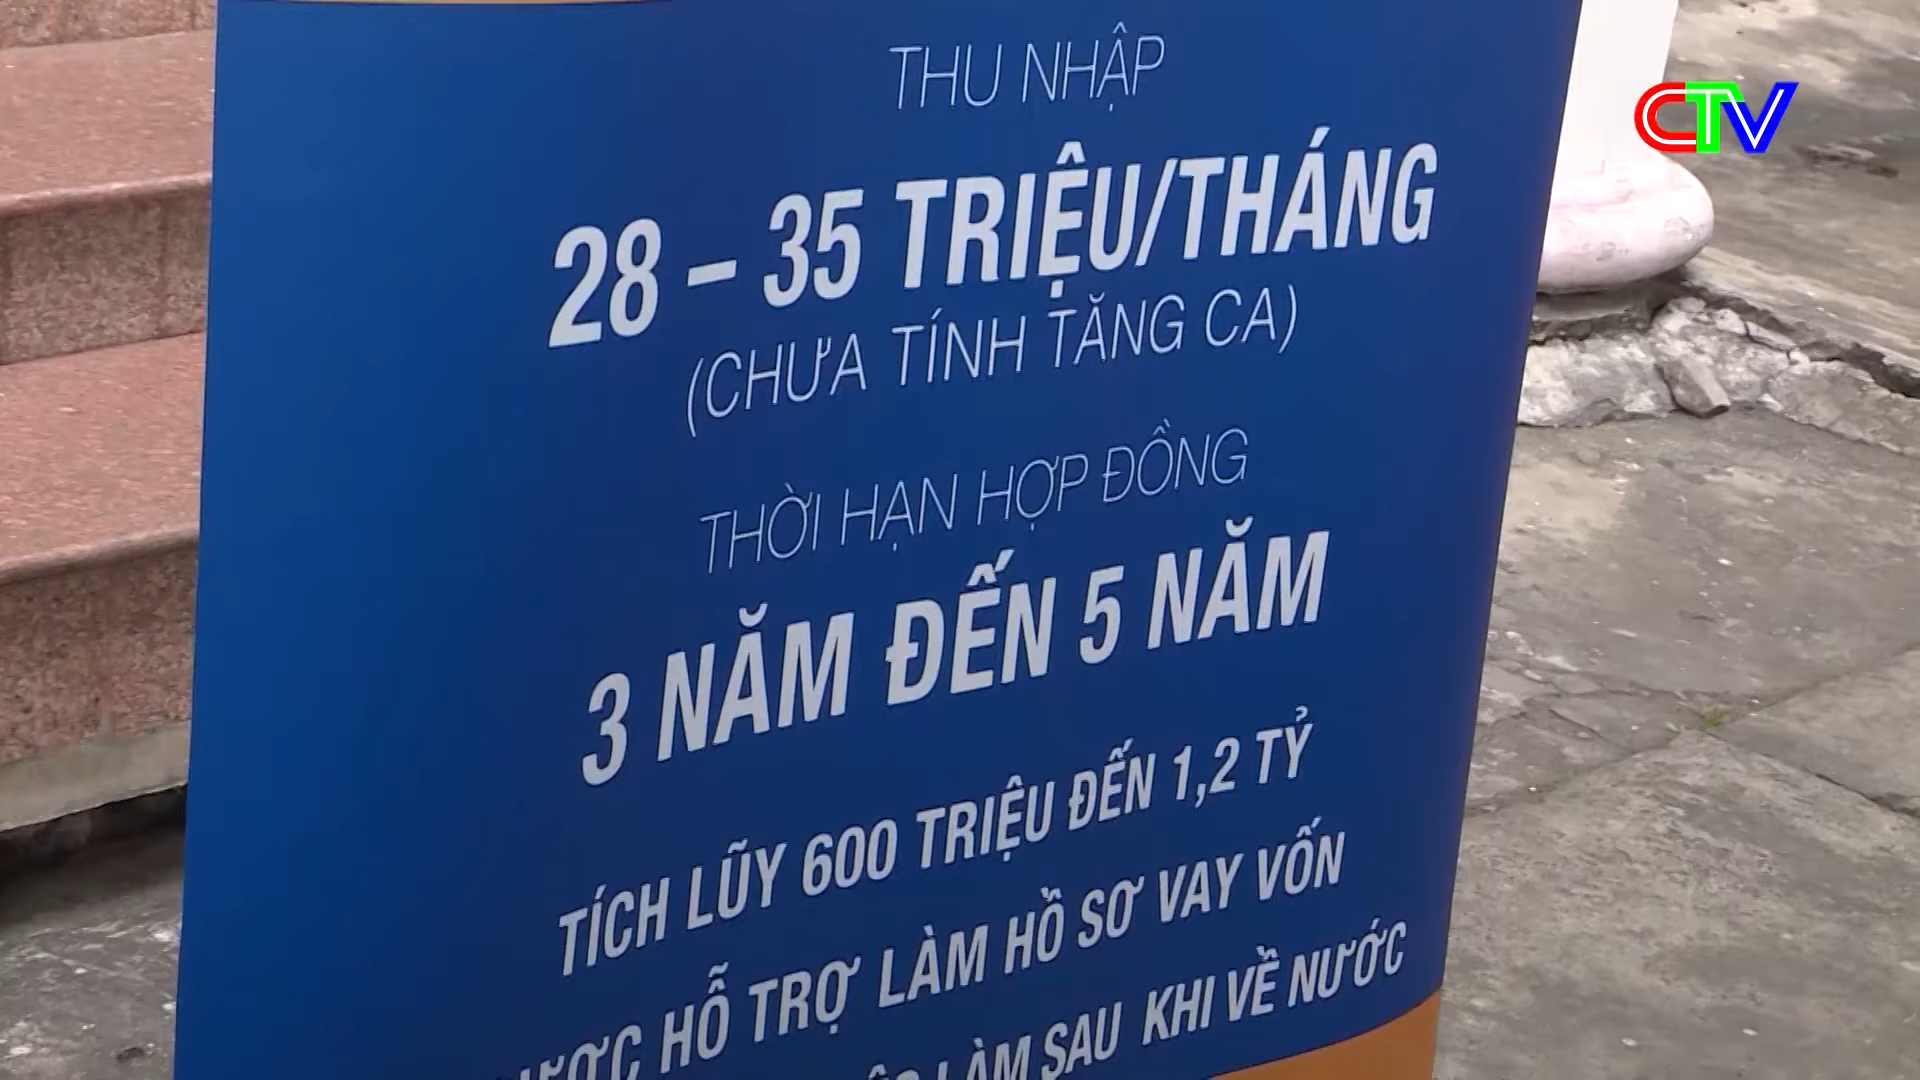 THU NHẬP
CTV
28 – 35 TRIỆU/THÁNG
(CHƯA TÍNH TĂNG CA)
THỜI HẠN HỢP ĐỒNG
3 NĂM ĐẾN 5 NĂM
TÍCH LŨY 600 TRIỆU ĐẾN 1,2 TỶ
HỖ TRỢ LÀM HỒ SƠ VAY VỐN
LÀM SAU KHI VỀ NƯỚC